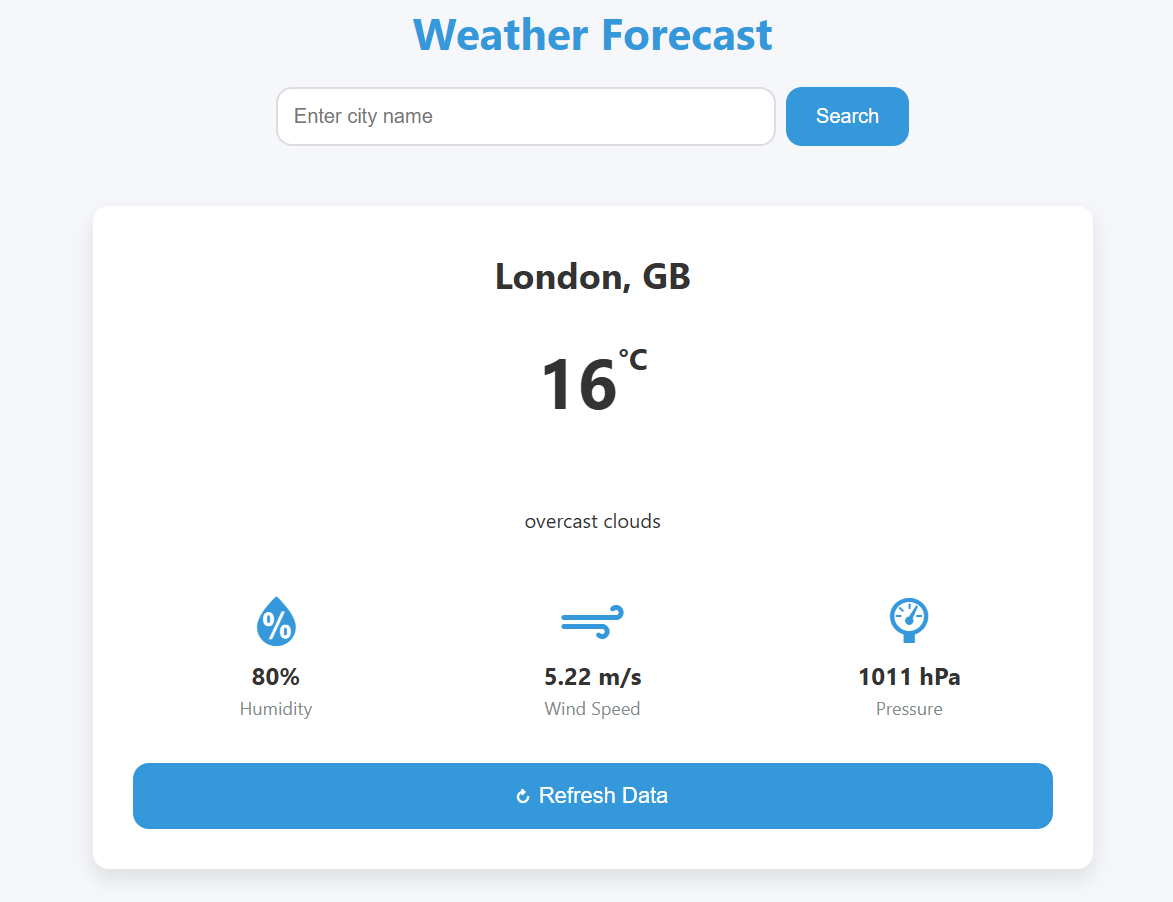 Weather Forecast
Enter city name
Search
London, GB
16°C
overcast clouds
%
80%
5.22 m/s
1011 hPa
Humidity
Wind Speed
Pressure
↻ Refresh Data